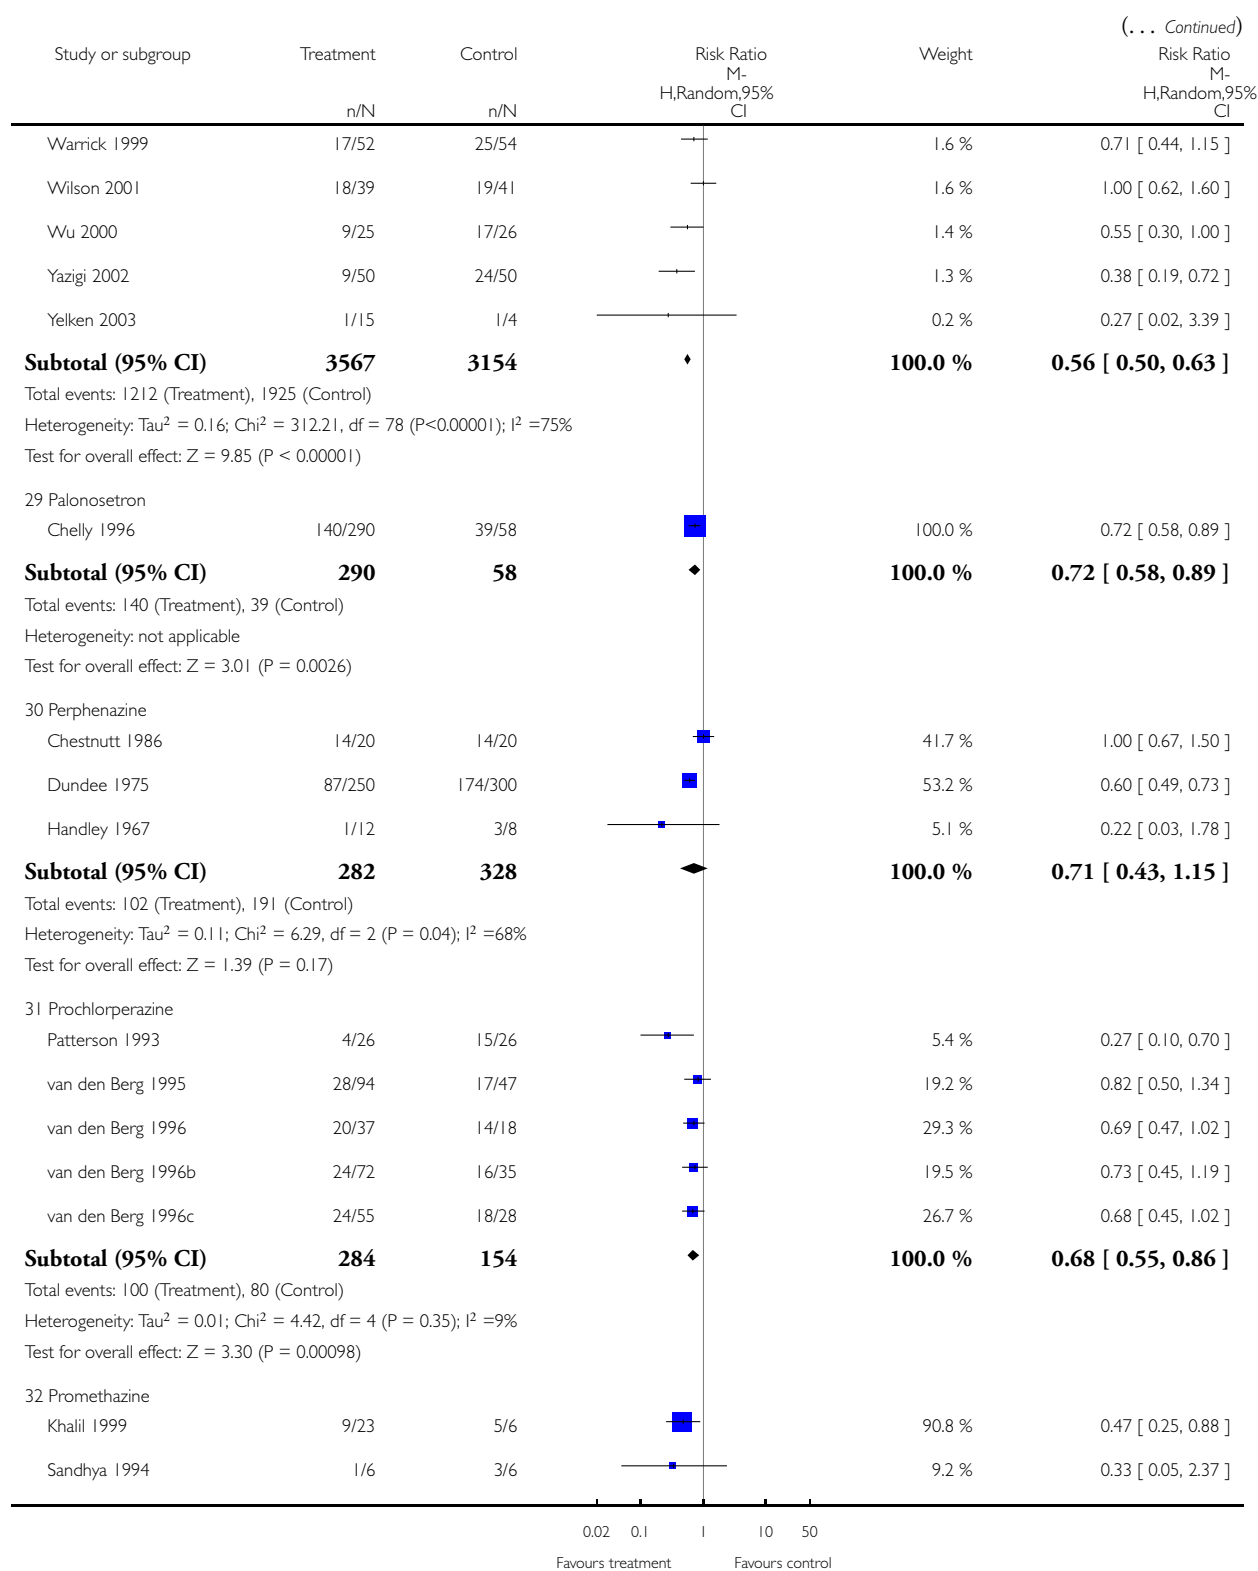 (... Continued)
Study or subgroup Treatment Control Risk Ratio Weight Risk Ratio
M- M-
H,Random,95% H,Random,95%
n/N n/N CI CI
Warrick 1999 17/52 25/54 1.6 % 0.71 [ 0.44, 1.15 ]
Wilson 2001 18/39 19/41 1.6 % 1.00 [ 0.62, 1.60 ]
Wu 2000 9/25 17/26 1.4 % 0.55 [ 0.30, 1.00 ]
Yazigi 2002 9/50 24/50 1.3 % 0.38 [ 0.19, 0.72 ]
Yelken 2003 1/15 1/4 0.2 % 0.27 [ 0.02, 3.39 ]
Subtotal (95% CI) 3567 3154 100.0 % 0.56 [ 0.50, 0.63 ]
Total events: 1212 (Treatment), 1925 (Control)
Heterogeneity: Tau² = 0.16; Chi² = 312.21, df = 78 (P<0.00001); I² =75%
Test for overall effect: Z = 9.85 (P < 0.00001)
29 Palonosetron
Chelly 1996 140/290 39/58 100.0 % 0.72 [ 0.58, 0.89 ]
Subtotal (95% CI) 290 58 100.0 % 0.72 [ 0.58, 0.89 ]
Total events: 140 (Treatment), 39 (Control)
Heterogeneity: not applicable
Test for overall effect: Z = 3.01 (P = 0.0026)
30 Perphenazine
Chestnutt 1986 14/20 14/20 41.7 % 1.00 [ 0.67, 1.50 ]
Dundee 1975 87/250 174/300 53.2 % 0.60 [ 0.49, 0.73 ]
Handley 1967 1/12 3/8 5.1 % 0.22 [ 0.03, 1.78 ]
Subtotal (95% CI) 282 328 100.0 % 0.71 [ 0.43, 1.15 ]
Total events: 102 (Treatment), 191 (Control)
Heterogeneity: Tau² = 0.11; Chi² = 6.29, df = 2 (P = 0.04); I² =68%
Test for overall effect: Z = 1.39 (P = 0.17)
31 Prochlorperazine
Patterson 1993 4/26 15/26 5.4 % 0.27 [ 0.10, 0.70 ]
van den Berg 1995 28/94 17/47 19.2 % 0.82 [ 0.50, 1.34 ]
van den Berg 1996 20/37 14/18 29.3 % 0.69 [ 0.47, 1.02 ]
van den Berg 1996b 24/72 16/35 19.5 % 0.73 [ 0.45, 1.19 ]
van den Berg 1996c 24/55 18/28 26.7 % 0.68 [ 0.45, 1.02 ]
Subtotal (95% CI) 284 154 100.0 % 0.68 [ 0.55, 0.86 ]
Total events: 100 (Treatment), 80 (Control)
Heterogeneity: Tau² = 0.01; Chi² = 4.42, df = 4 (P = 0.35); I² =9%
Test for overall effect: Z = 3.30 (P = 0.00098)
32 Promethazine
Khalil 1999 9/23 5/6 90.8 % 0.47 [ 0.25, 0.88 ]
Sandhya 1994 1/6 3/6 9.2 % 0.33 [ 0.05, 2.37 ]
0.02 0.1 1 10 50
Favours treatment Favours control